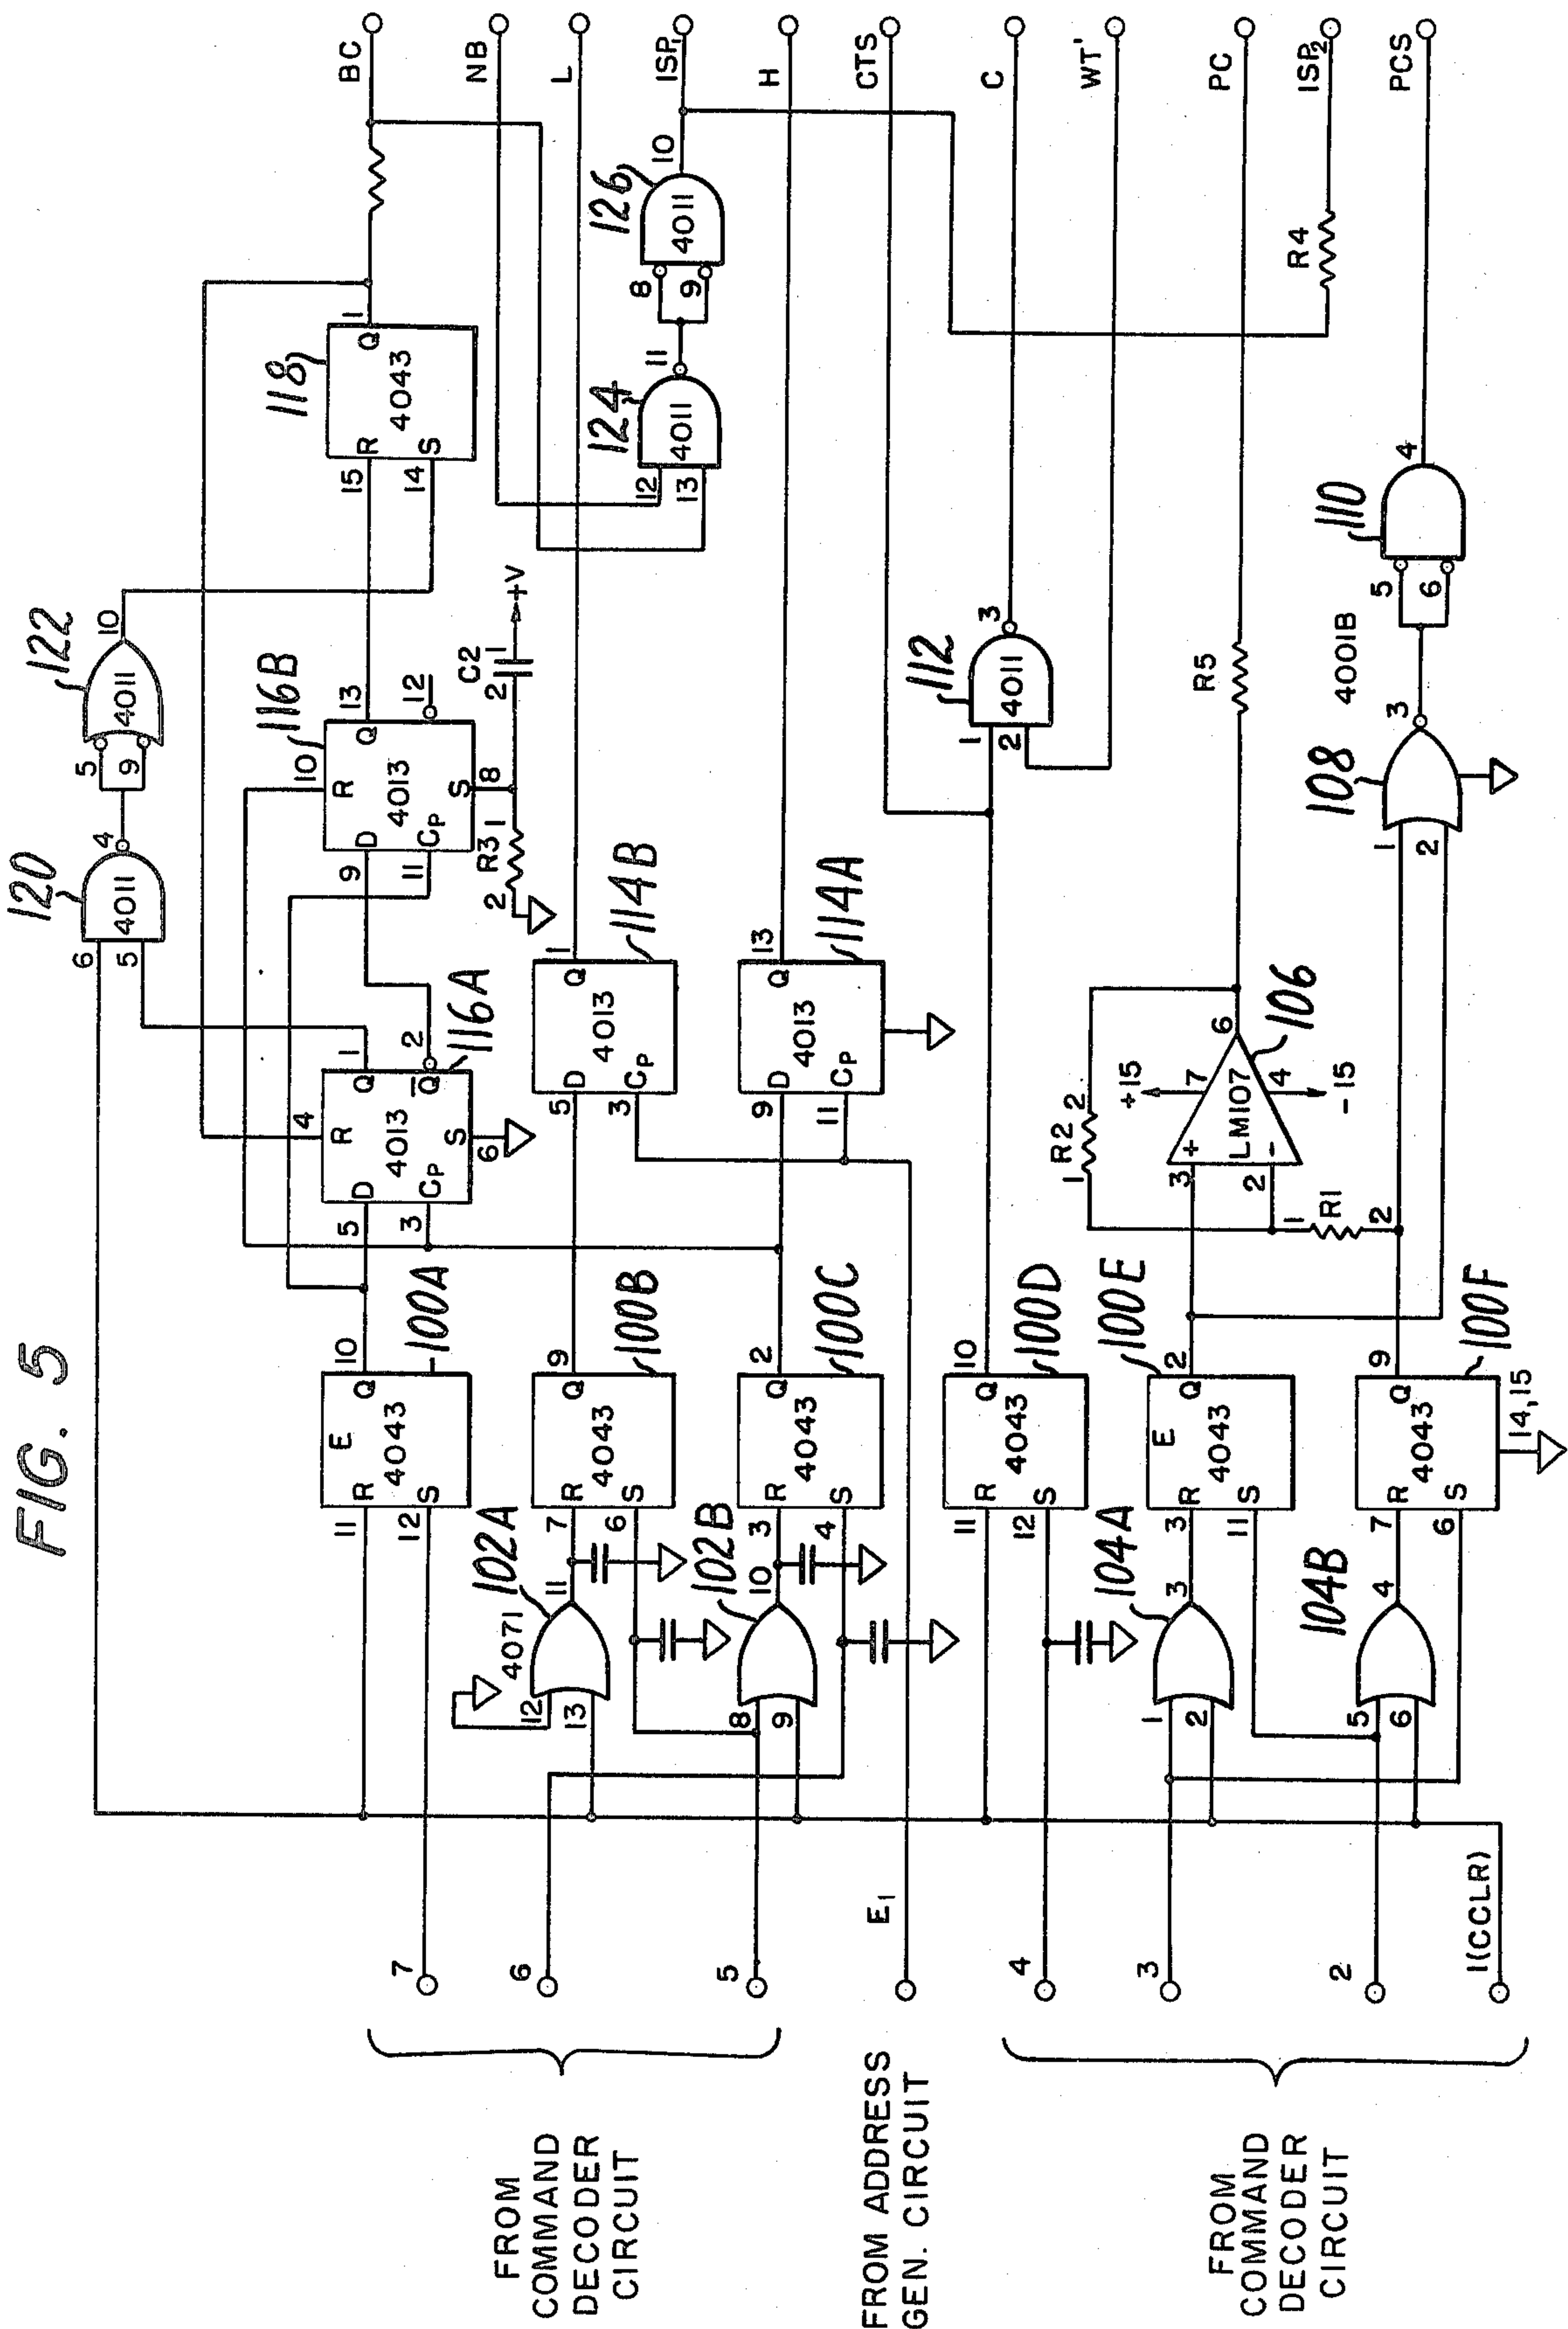 FIG. 5
120
6
5
4011
4
5
9
4011
122
10
116A
4
R
5
D
3
CP
4013
S
6
Q
1
Q
2
116B
10
R
9
D
11
CP
4013
S
8
Q
13
12
C2
2
1
+V
R3
2
1
118
15
R
14
S
4043
Q
1
BC
NB
L
ISP1
H
CTS
C
WT'
PC
ISP2
PCS
7
11
R
12
S
E
4043
Q
10
100A
6
4071
12
13
11
102A
7
R
6
S
4043
Q
9
100B
5
D
3
CP
4013
Q
1
114B
124
12
13
4011
11
8
9
4011
10
126
5
8
9
10
102B
3
R
4
S
4043
Q
2
100C
9
D
11
CP
4013
Q
13
114A
E1
4
11
R
12
S
4043
Q
10
100D
1
2
4011
3
112
3
1
2
3
104A
3
R
11
S
E
4043
Q
2
100E
R2
1
2
3
+
2
-
LM107
+15
7
4
-15
6
106
R1
1
2
R5
R4
2
5
6
4
104B
7
R
6
S
4043
Q
9
100F
14,15
1
2
3
108
4001B
5
6
4
110
1(CCLR)
FROM
COMMAND
DECODER
CIRCUIT
FROM ADDRESS
GEN. CIRCUIT
FROM
COMMAND
DECODER
CIRCUIT